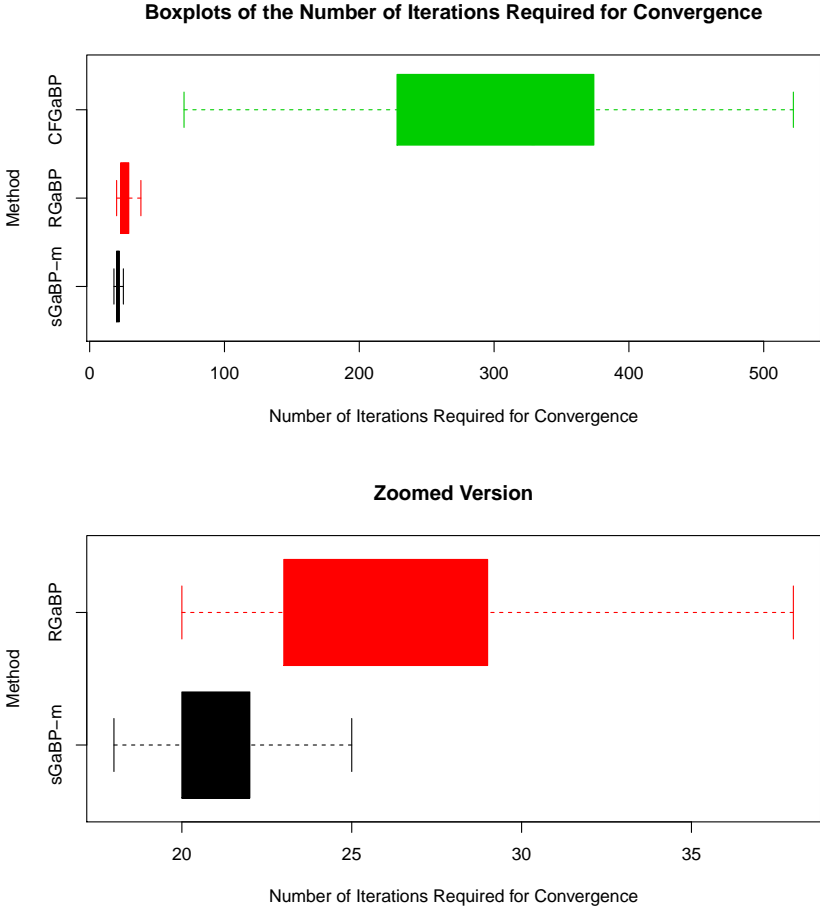 Boxplots of the Number of Iterations Required for Convergence
Method
CFGaBP
RGaBP
sGaBP−m
0 100 200 300 400 500
Number of Iterations Required for Convergence
Zoomed Version
Method
RGaBP
sGaBP−m
20 25 30 35
Number of Iterations Required for Convergence